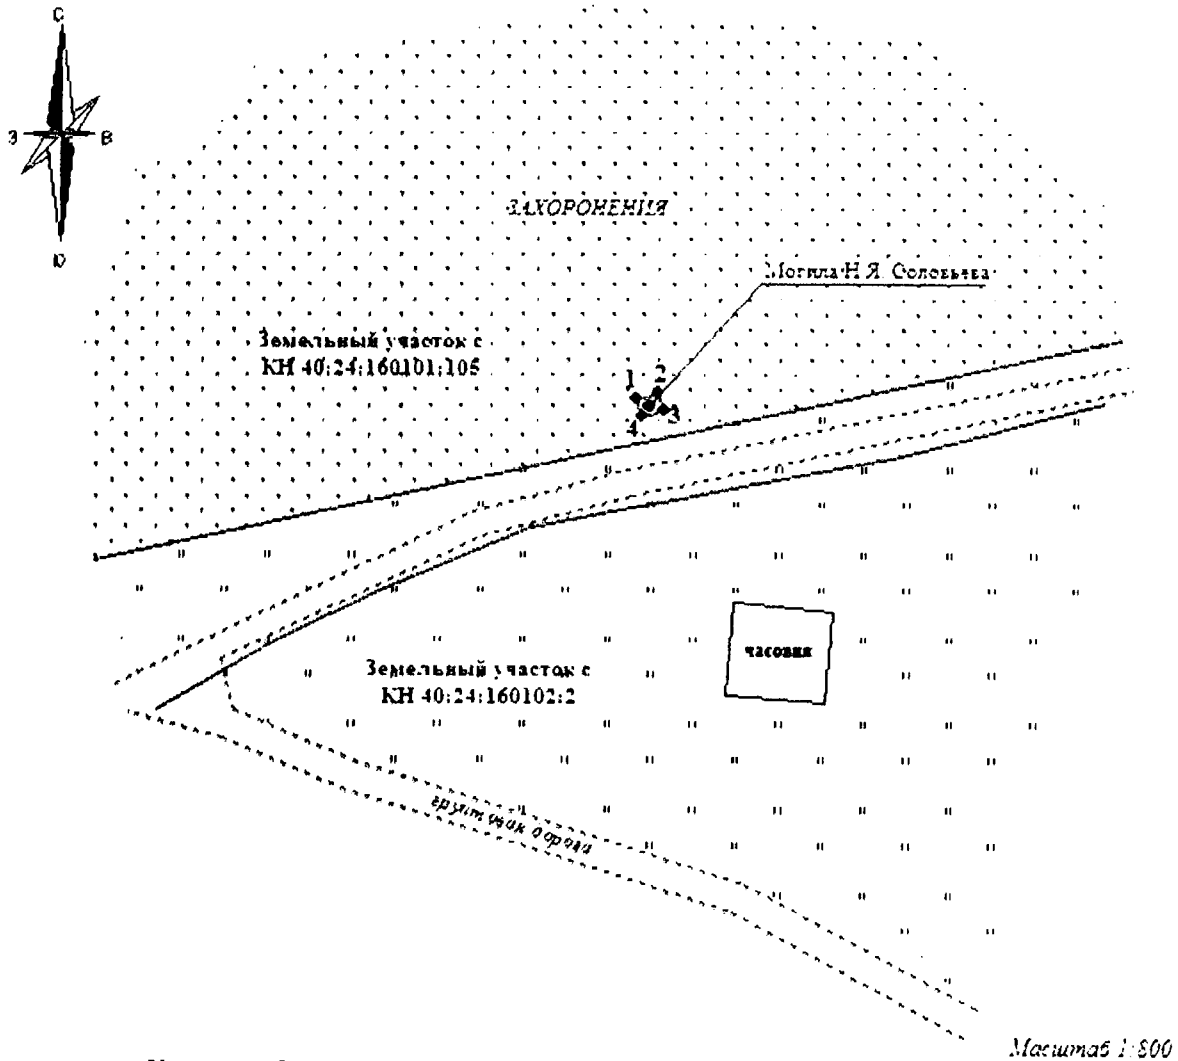 С
З В
Ю
ЗАХОРОНЕНИЯ
Могила Н.Я. Соловьева
Земельный участок с
КН 40:24:160101:105
1 2
4 3
часовня
Земельный участок с
КН 40:24:160102:2
грунтовая дорога
Масштаб 1:800